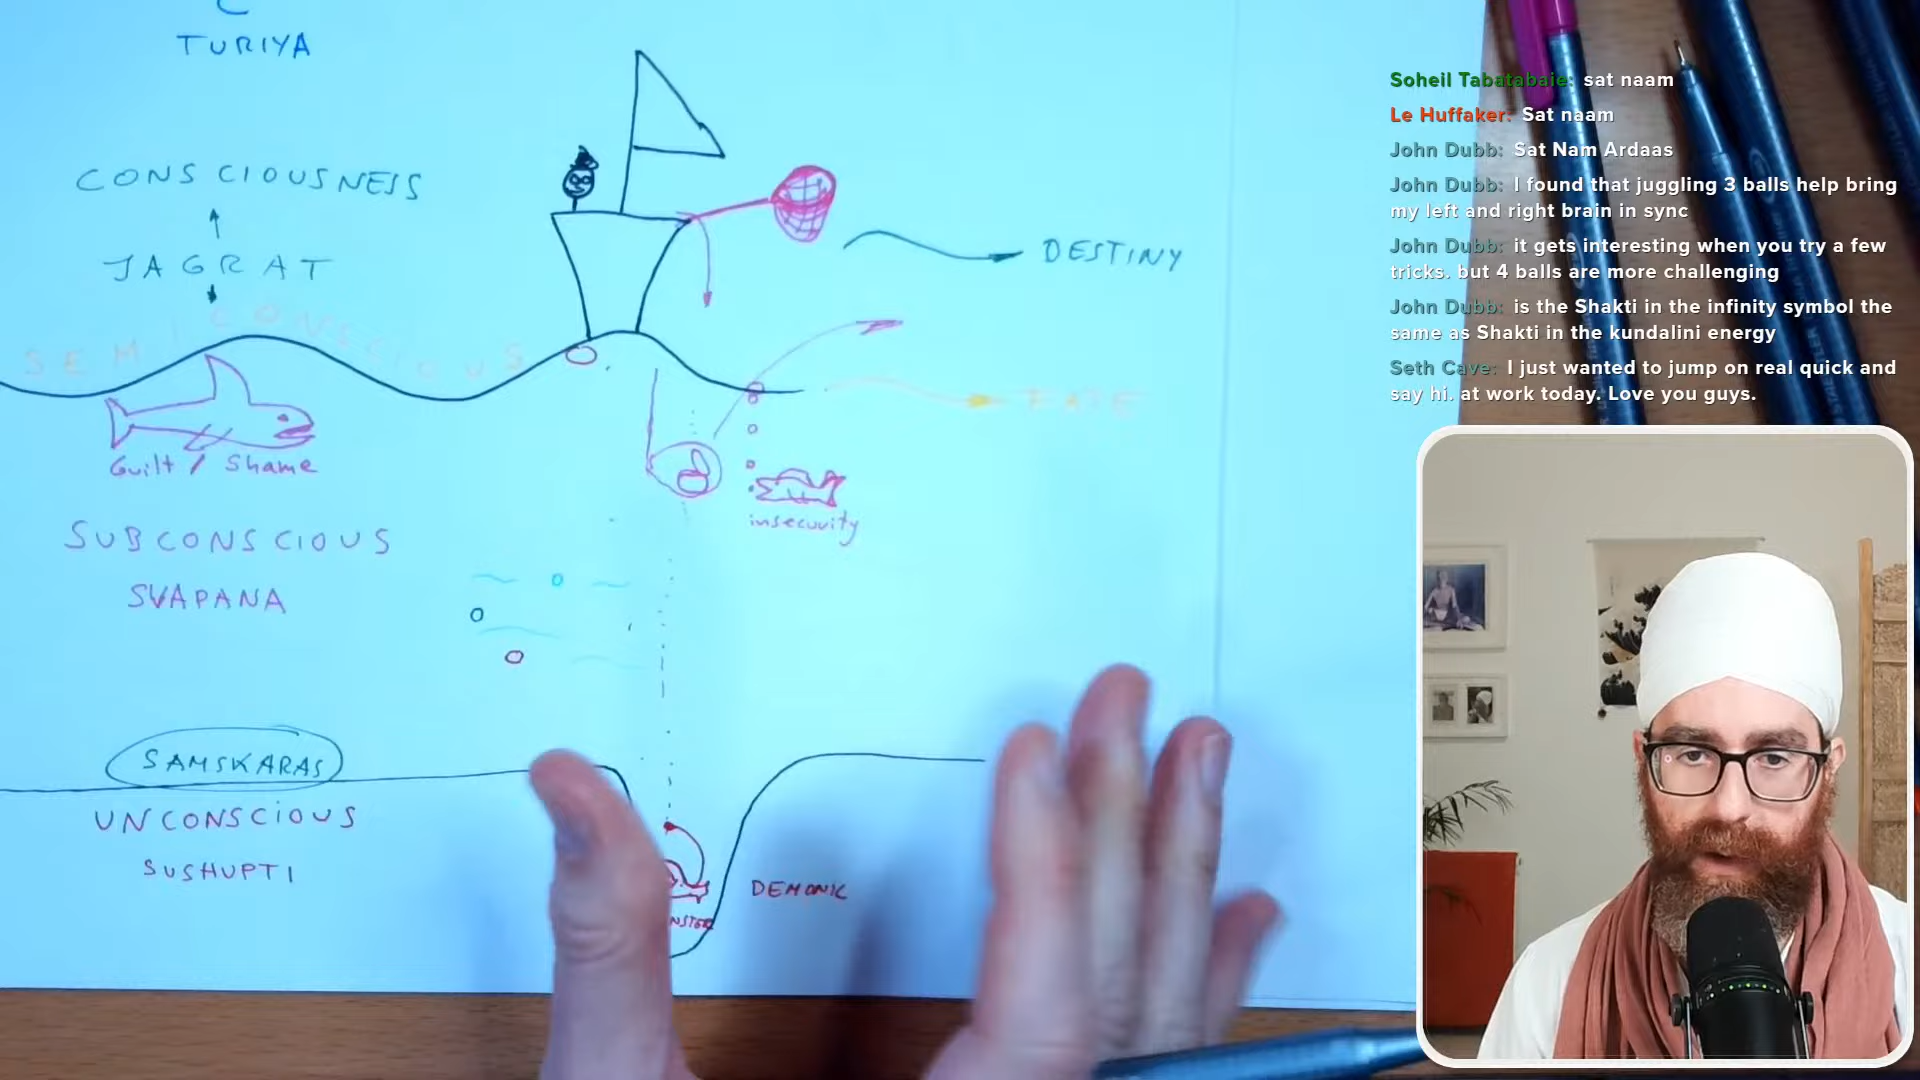 TURIYA
CONSCIOUSNESS
JAGRAT
SEMICONSCIOUS
DESTINY
FATE
Guilt / Shame
insecurity
SUBCONSCIOUS
SVAPANA
SAMSKARAS
UNCONSCIOUS
SUSHUPTI
DEMONIC
NSTER
Soheil Tabatabaie: sat naam
Le Huffaker: Sat naam
John Dubb: Sat Nam Ardaas
John Dubb: I found that juggling 3 balls help bring
my left and right brain in sync
John Dubb: it gets interesting when you try a few
tricks. but 4 balls are more challenging
John Dubb: is the Shakti in the infinity symbol the
same as Shakti in the kundalini energy
Seth Cave: I just wanted to jump on real quick and
say hi. at work today. Love you guys.